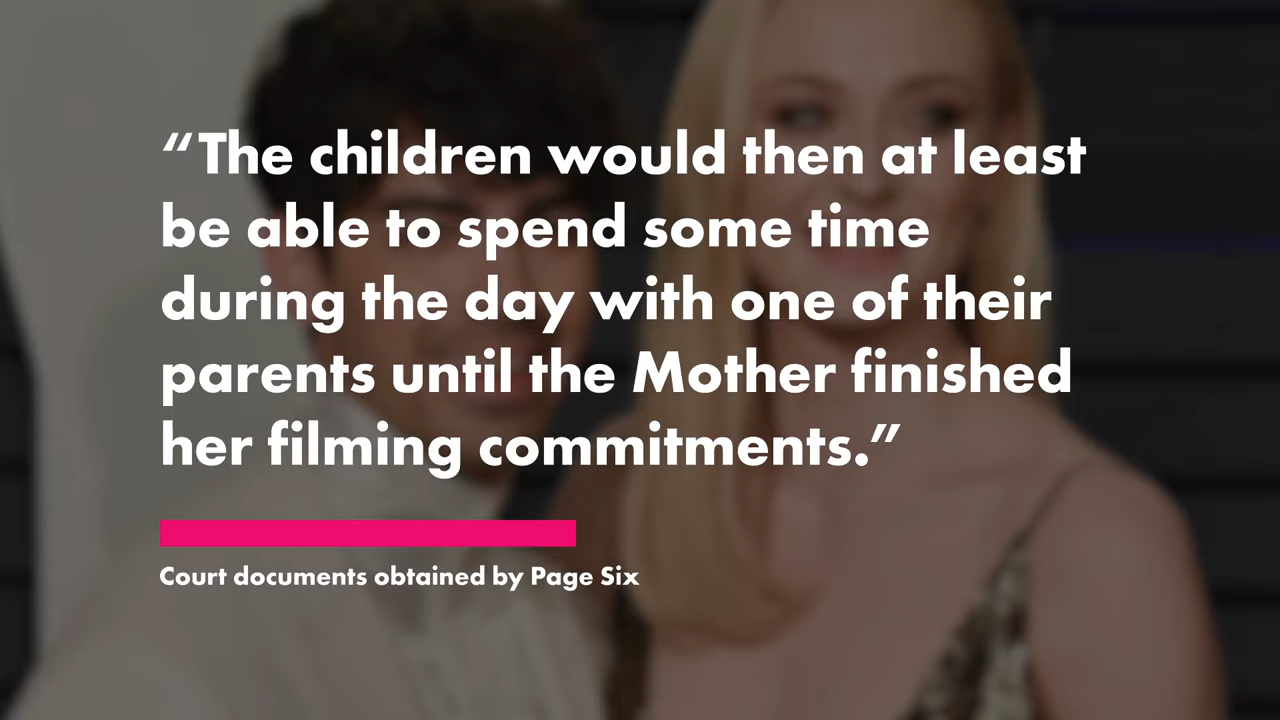 “The children would then at least
be able to spend some time
during the day with one of their
parents until the Mother finished
her filming commitments.”
Court documents obtained by Page Six